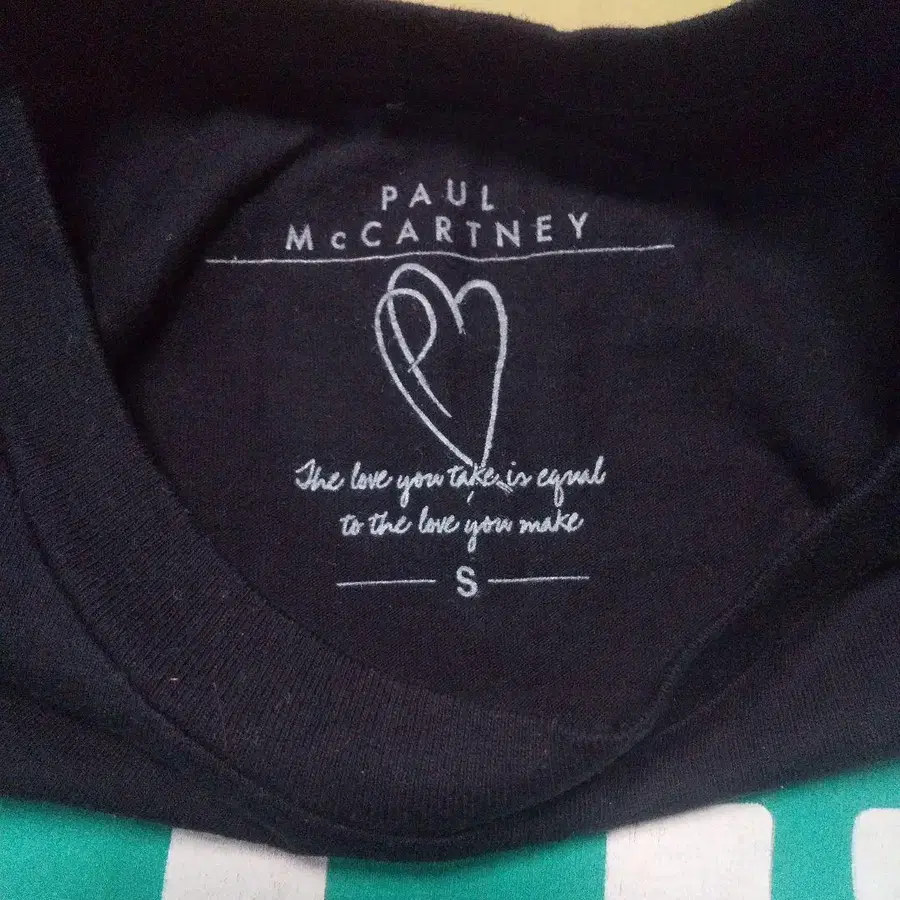 PAUL
McCARTNEY
The love you take is equal
to the love you make
S